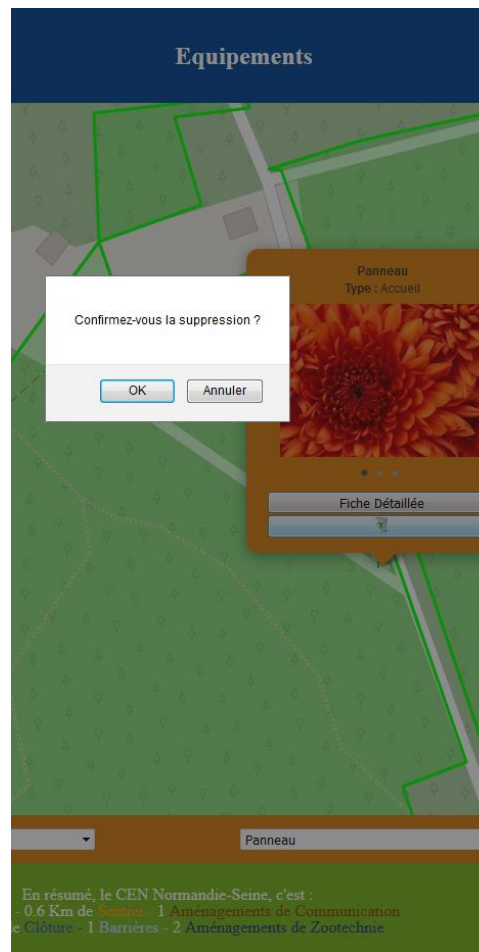 Equipements
Panneau
Type : Accueil
Confirmez-vous la suppression ?
OK Annuler
Fiche Détaillée
Panneau
En résumé, le CEN Normandie-Seine, c'est :
- 0.6 Km de Sentier - 1 Aménagements de Communication
e Clôture - 1 Barrières - 2 Aménagements de Zootechnie